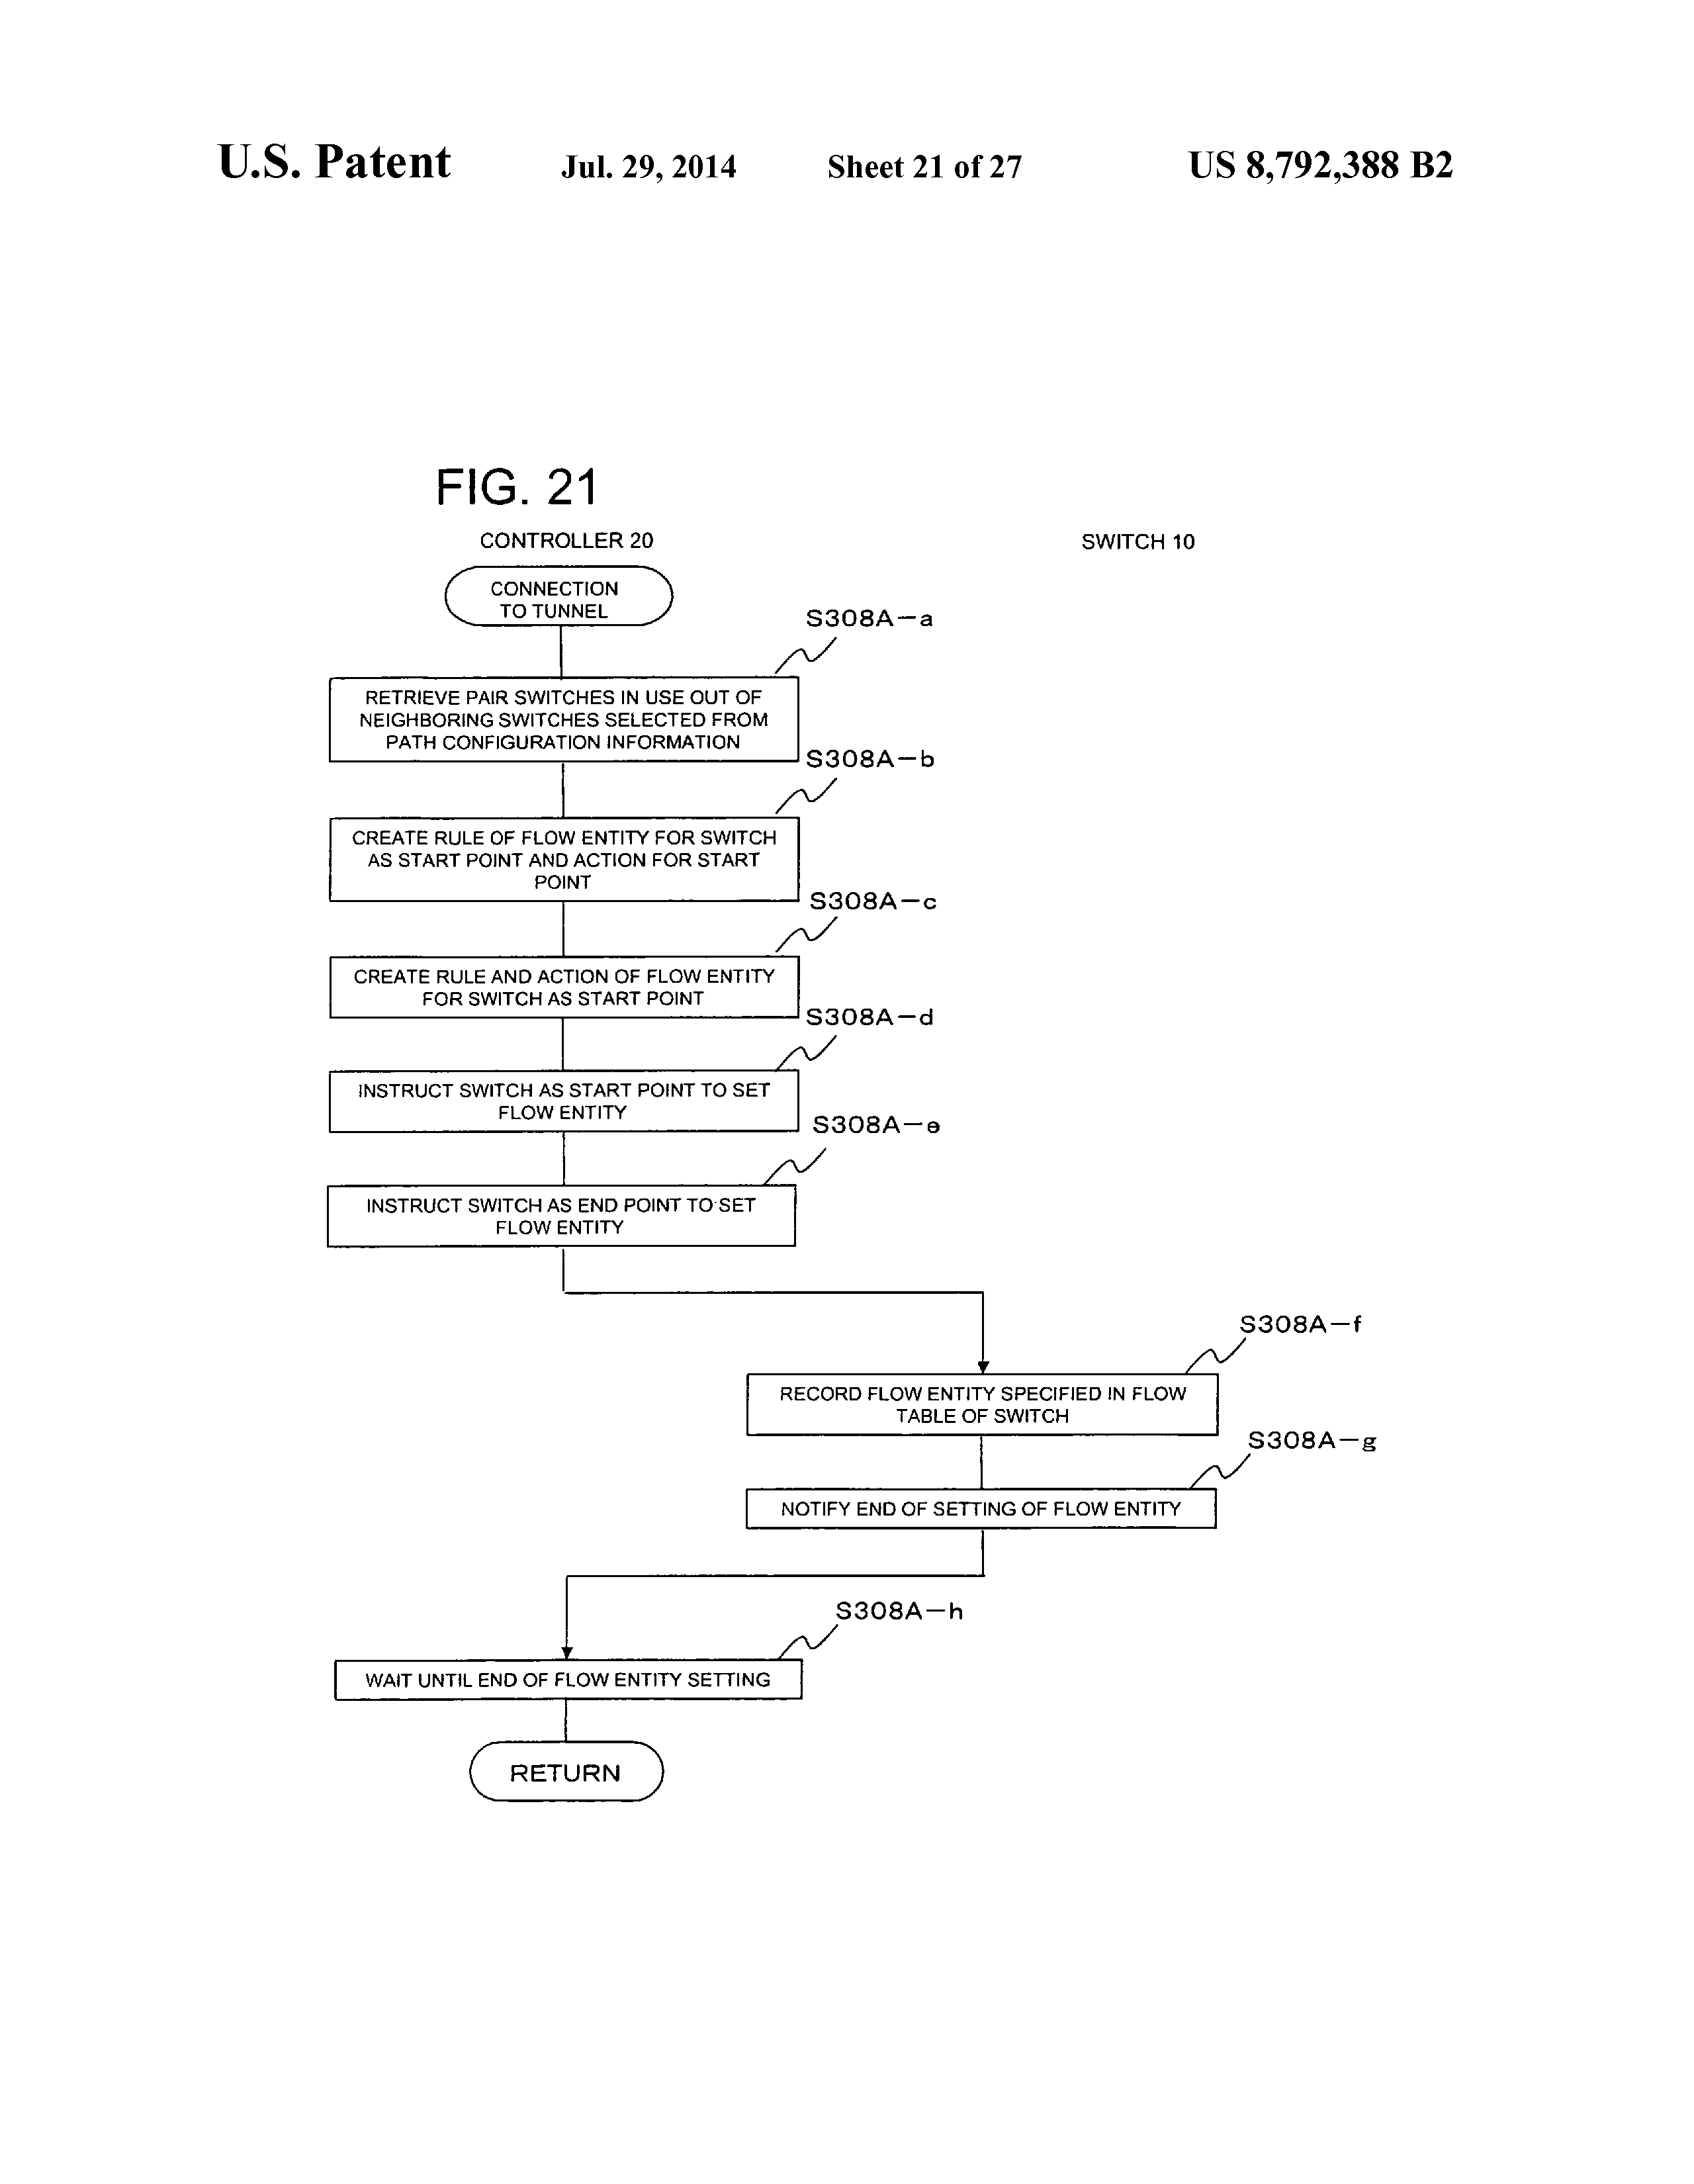 U.S. Patent Jul. 29, 2014 Sheet 21 of 27 US 8,792,388 B2
FIG. 21
CONTROLLER 20
SWITCH 10
CONNECTION
TO TUNNEL
S308A-a
RETRIEVE PAIR SWITCHES IN USE OUT OF
NEIGHBORING SWITCHES SELECTED FROM
PATH CONFIGURATION INFORMATION
S308A-b
CREATE RULE OF FLOW ENTITY FOR SWITCH
AS START POINT AND ACTION FOR START
POINT
S308A-c
CREATE RULE AND ACTION OF FLOW ENTITY
FOR SWITCH AS START POINT
S308A-d
INSTRUCT SWITCH AS START POINT TO SET
FLOW ENTITY
S308A-e
INSTRUCT SWITCH AS END POINT TO SET
FLOW ENTITY
S308A-f
RECORD FLOW ENTITY SPECIFIED IN FLOW
TABLE OF SWITCH
S308A-g
NOTIFY END OF SETTING OF FLOW ENTITY
S308A-h
WAIT UNTIL END OF FLOW ENTITY SETTING
RETURN